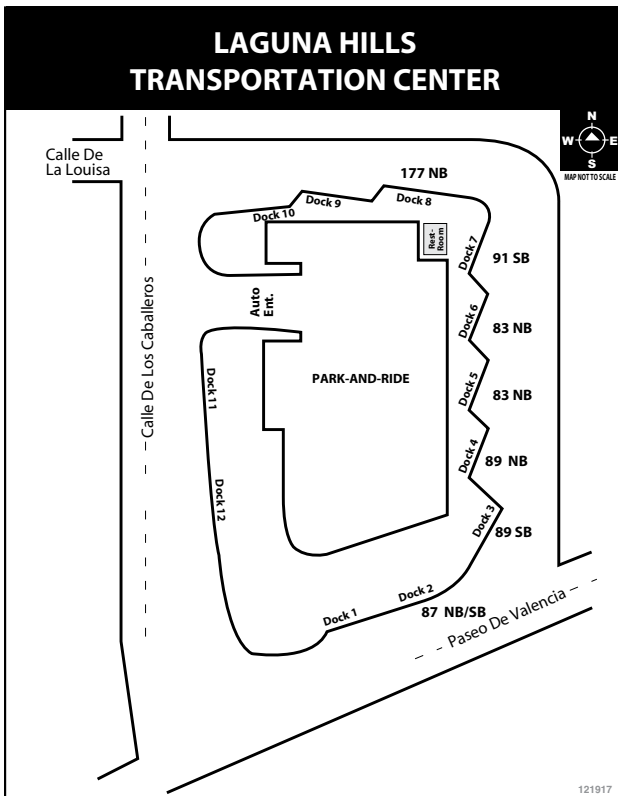 LAGUNA HILLS
TRANSPORTATION CENTER
N
W
E
S
MAP NOT TO SCALE
Calle De
La Louisa
177 NB
Dock 10
Dock 9
Dock 8
Rest-
Room
Dock 7
91 SB
Auto
Ent.
Dock 6
83 NB
Calle De Los Caballeros
PARK-AND-RIDE
Dock 11
Dock 5
83 NB
Dock 4
89 NB
Dock 12
Dock 3
89 SB
Dock 1
Dock 2
87 NB/SB
Paseo De Valencia
121917